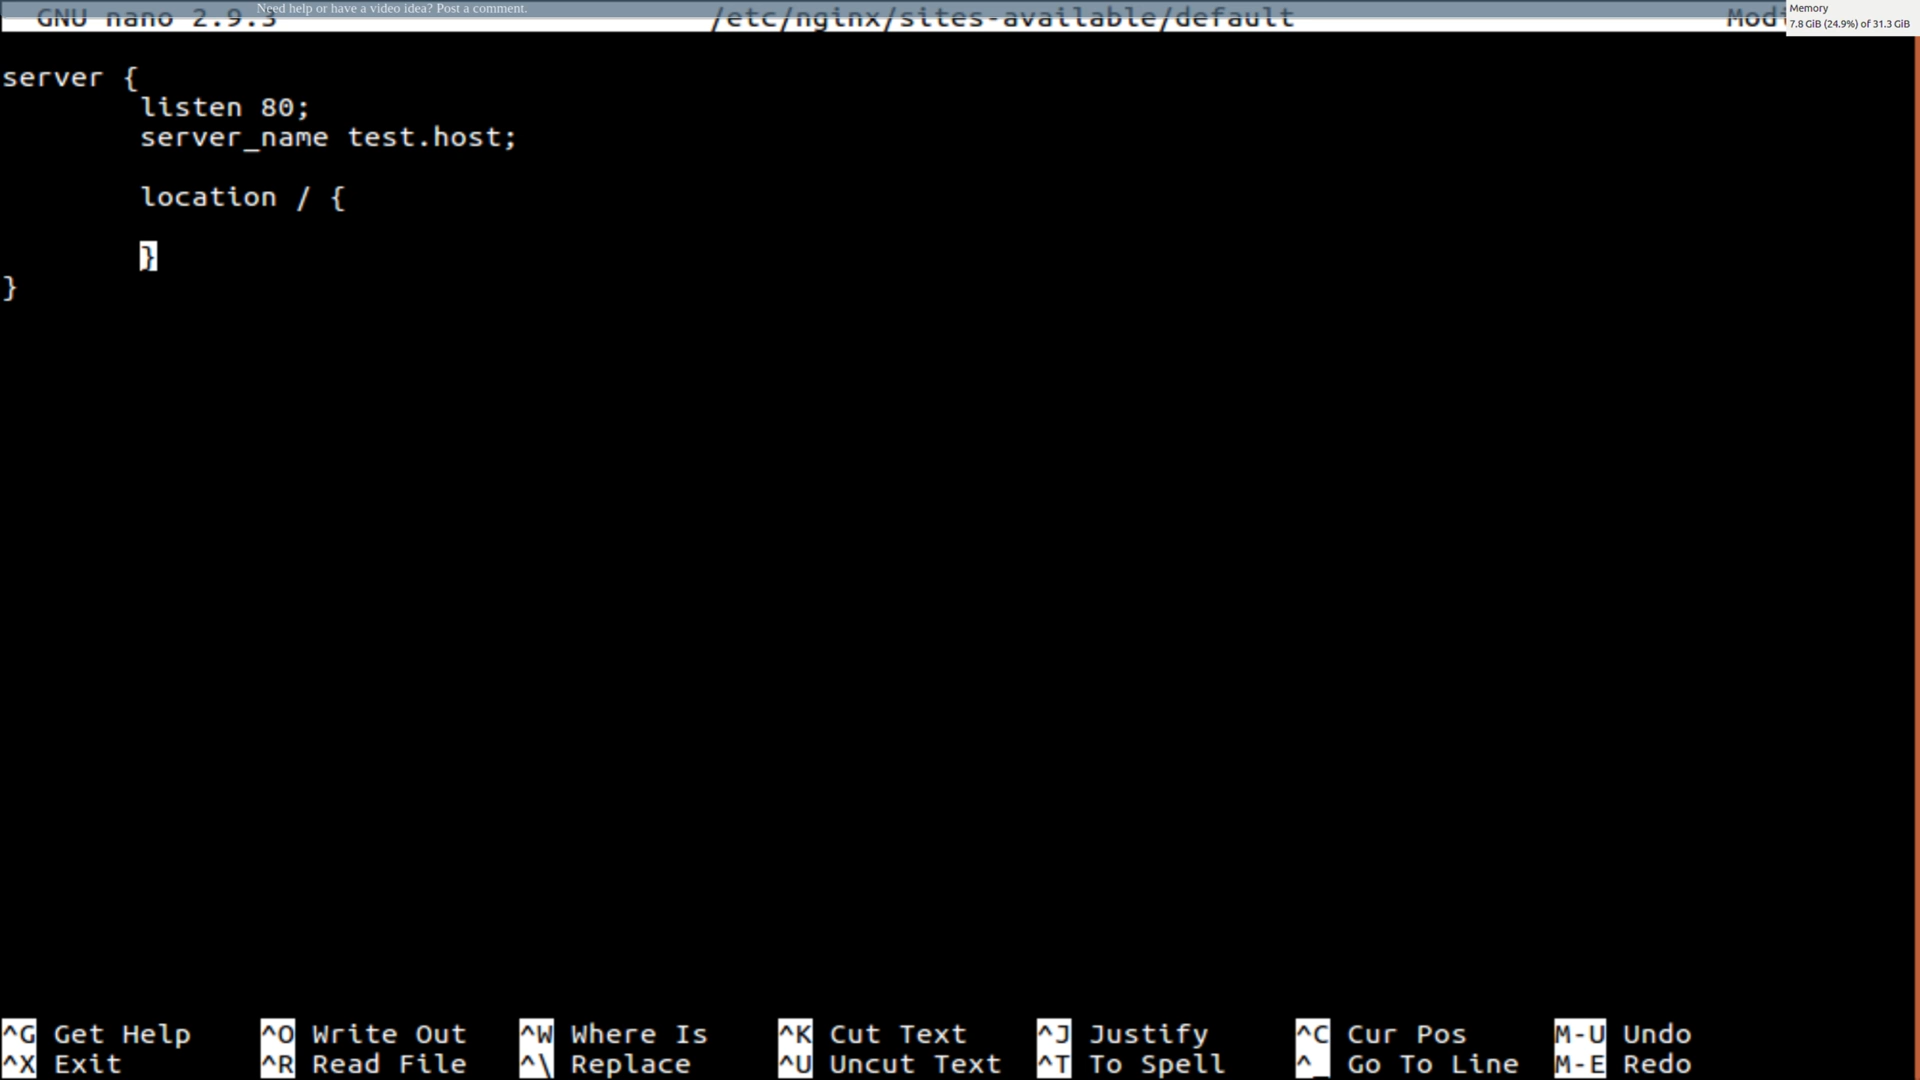 GNU nano 2.9.3 /etc/nginx/sites-available/default
Need help or have a video idea? Post a comment.
Memory
7.8 GiB (24.9%) of 31.3 GiB
server {
listen 80;
server_name test.host;
location / {
}
}
^G Get Help ^O Write Out ^W Where Is ^K Cut Text ^J Justify ^C Cur Pos M-U Undo
^X Exit ^R Read File ^\ Replace ^U Uncut Text ^T To Spell ^_ Go To Line M-E Redo